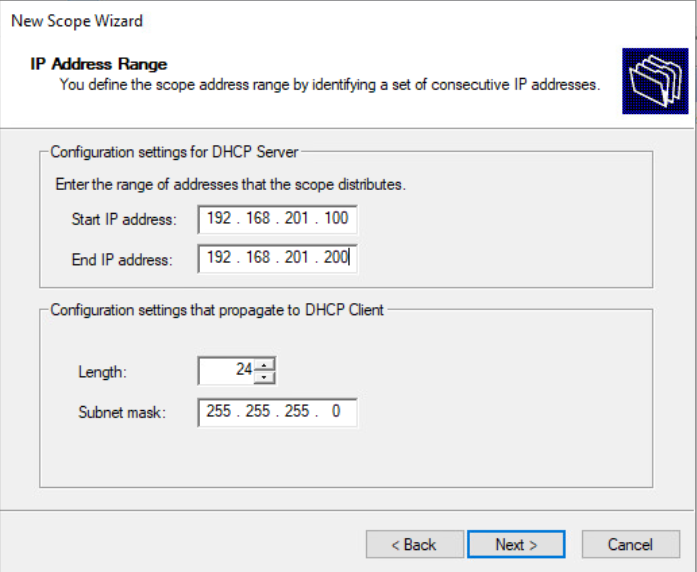 New Scope Wizard
IP Address Range
You define the scope address range by identifying a set of consecutive IP addresses.
Configuration settings for DHCP Server
Enter the range of addresses that the scope distributes.
Start IP address: 192 . 168 . 201 . 100
End IP address: 192 . 168 . 201 . 200
Configuration settings that propagate to DHCP Client
Length: 24
Subnet mask: 255 . 255 . 255 . 0
< Back Next > Cancel